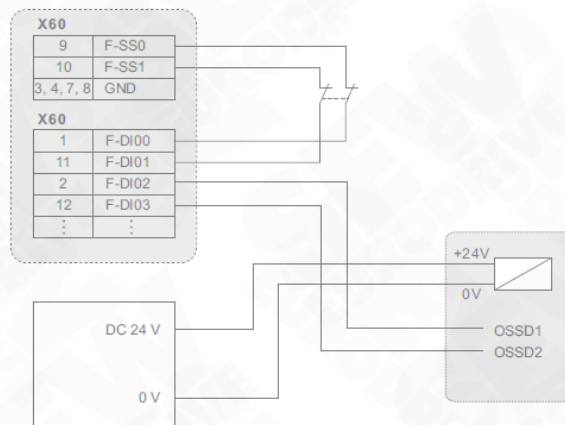 X60
9 F-SS0
10 F-SS1
3, 4, 7, 8 GND
X60
1 F-DI00
11 F-DI01
2 F-DI02
12 F-DI03
⋮ ⋮
+24V
0V
DC 24 V
OSSD1
OSSD2
0 V